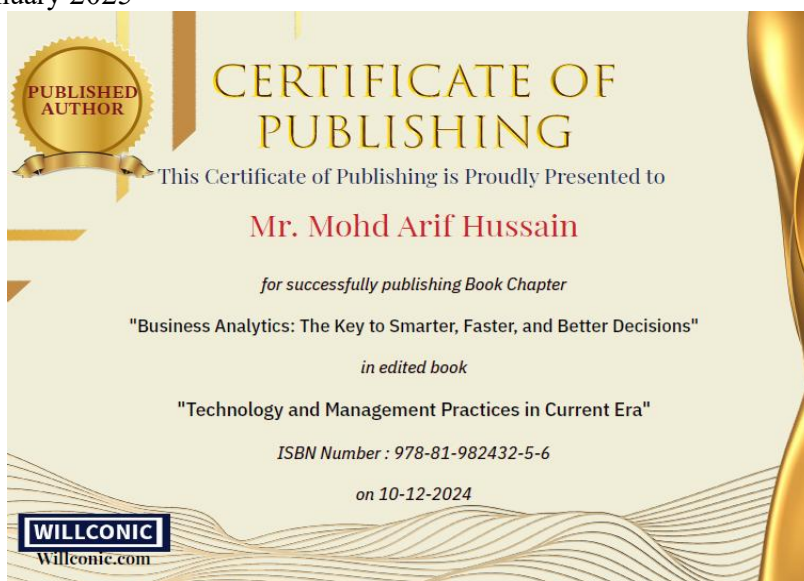 2025
PUBLISHED
AUTHOR
CERTIFICATE OF
PUBLISHING
This Certificate of Publishing is Proudly Presented to
Mr. Mohd Arif Hussain
for successfully publishing Book Chapter
"Business Analytics: The Key to Smarter, Faster, and Better Decisions"
in edited book
"Technology and Management Practices in Current Era"
ISBN Number : 978-81-982432-5-6
on 10-12-2024
WILLCONIC
Willconic.com